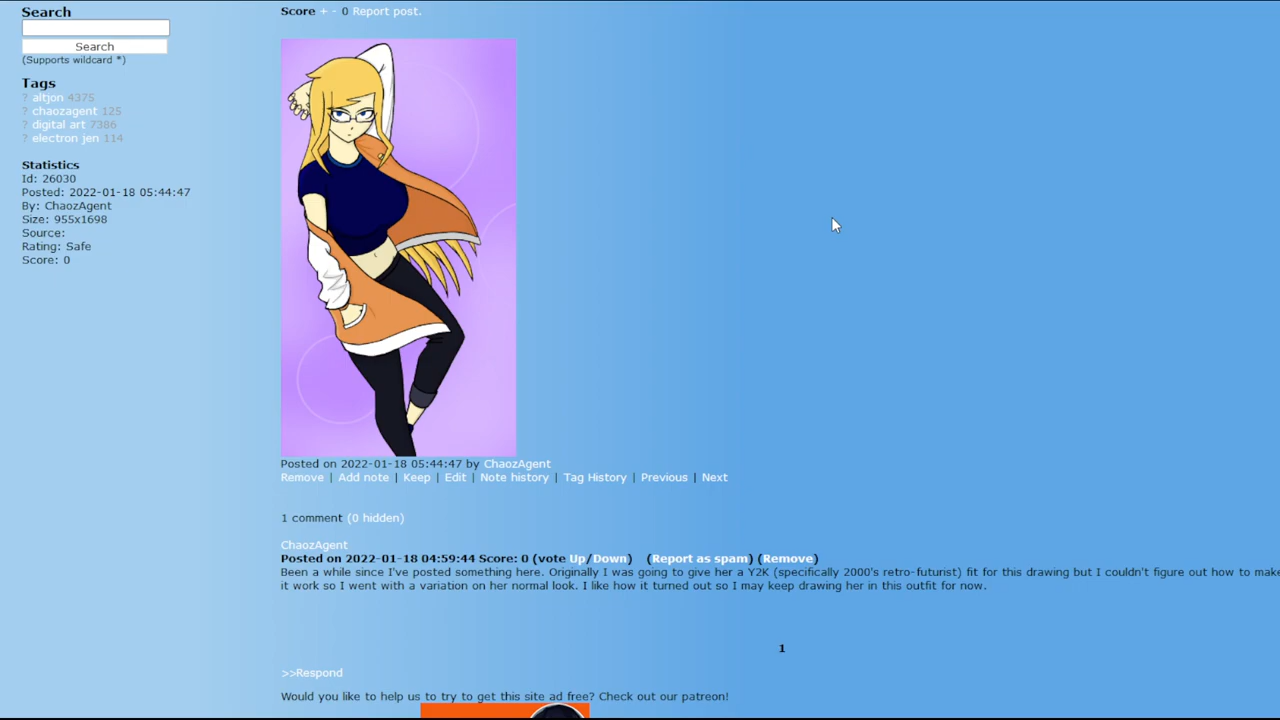 Search
Search
(Supports wildcard *)
Tags
? altjon 4375
? chaozagent 125
? digital art 7386
? electron jen 114
Statistics
Id: 26030
Posted: 2022-01-18 05:44:47
By: ChaozAgent
Size: 955x1698
Source:
Rating: Safe
Score: 0
Score + - 0 Report post.
Posted on 2022-01-18 05:44:47 by ChaozAgent
Remove | Add note | Keep | Edit | Note history | Tag History | Previous | Next
1 comment (0 hidden)
ChaozAgent
Posted on 2022-01-18 04:59:44 Score: 0 (vote Up/Down) (Report as spam) (Remove)
Been a while since I've posted something here. Originally I was going to give her a Y2K (specifically 2000's retro-futurist) fit for this drawing but I couldn't figure out how to make
it work so I went with a variation on her normal look. I like how it turned out so I may keep drawing her in this outfit for now.
1
>>Respond
Would you like to help us to try to get this site ad free? Check out our patreon!